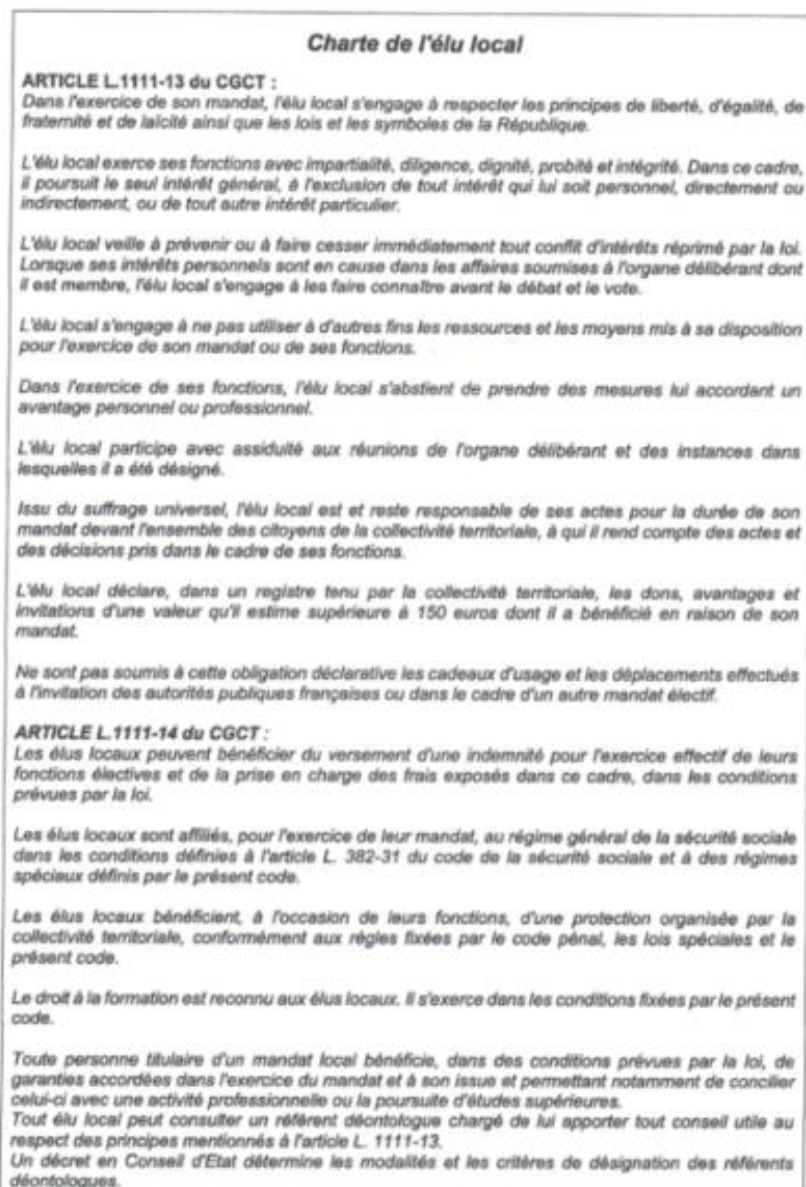 Charte de l'élu local
ARTICLE L.1111-13 du CGCT :
Dans l'exercice de son mandat, l'élu local s'engage à respecter les principes de liberté, d'égalité, de
fraternité et de laïcité ainsi que les lois et les symboles de la République.
L'élu local exerce ses fonctions avec impartialité, diligence, dignité, probité et intégrité. Dans ce cadre,
il poursuit le seul intérêt général, à l'exclusion de tout intérêt qui lui soit personnel, directement ou
indirectement, ou de tout autre intérêt particulier.
L'élu local veille à prévenir ou à faire cesser immédiatement tout conflit d'intérêts réprimé par la loi.
Lorsque ses intérêts personnels sont en cause dans les affaires soumises à l'organe délibérant dont
il est membre, l'élu local s'engage à les faire connaître avant le débat et le vote.
L'élu local s'engage à ne pas utiliser à d'autres fins les ressources et les moyens mis à sa disposition
pour l'exercice de son mandat ou de ses fonctions.
Dans l'exercice de ses fonctions, l'élu local s'abstient de prendre des mesures lui accordant un
avantage personnel ou professionnel.
L'élu local participe avec assiduité aux réunions de l'organe délibérant et des instances dans
lesquelles il a été désigné.
Issu du suffrage universel, l'élu local est et reste responsable de ses actes pour la durée de son
mandat devant l'ensemble des citoyens de la collectivité territoriale, à qui il rend compte des actes et
des décisions pris dans le cadre de ses fonctions.
L'élu local déclare, dans un registre tenu par la collectivité territoriale, les dons, avantages et
invitations d'une valeur qu'il estime supérieure à 150 euros dont il a bénéficié en raison de son
mandat.
Ne sont pas soumis à cette obligation déclarative les cadeaux d'usage et les déplacements effectués
à l'invitation des autorités publiques françaises ou dans le cadre d'un autre mandat électif.
ARTICLE L.1111-14 du CGCT :
Les élus locaux peuvent bénéficier du versement d'une indemnité pour l'exercice effectif de leurs
fonctions électives et de la prise en charge des frais exposés dans ce cadre, dans les conditions
prévues par la loi.
Les élus locaux sont affiliés, pour l'exercice de leur mandat, au régime général de la sécurité sociale
dans les conditions définies à l'article L. 382-31 du code de la sécurité sociale et à des régimes
spéciaux définis par le présent code.
Les élus locaux bénéficient, à l'occasion de leurs fonctions, d'une protection organisée par la
collectivité territoriale, conformément aux règles fixées par le code pénal, les lois spéciales et le
présent code.
Le droit à la formation est reconnu aux élus locaux. Il s'exerce dans les conditions fixées par le présent
code.
Toute personne titulaire d'un mandat local bénéficie, dans des conditions prévues par la loi, de
garanties accordées dans l'exercice du mandat et à son issue et permettant notamment de concilier
celui-ci avec une activité professionnelle ou la poursuite d'études supérieures.
Tout élu local peut consulter un référent déontologue chargé de lui apporter tout conseil utile au
respect des principes mentionnés à l'article L. 1111-13.
Un décret en Conseil d'Etat détermine les modalités et les critères de désignation des référents
déontologues.